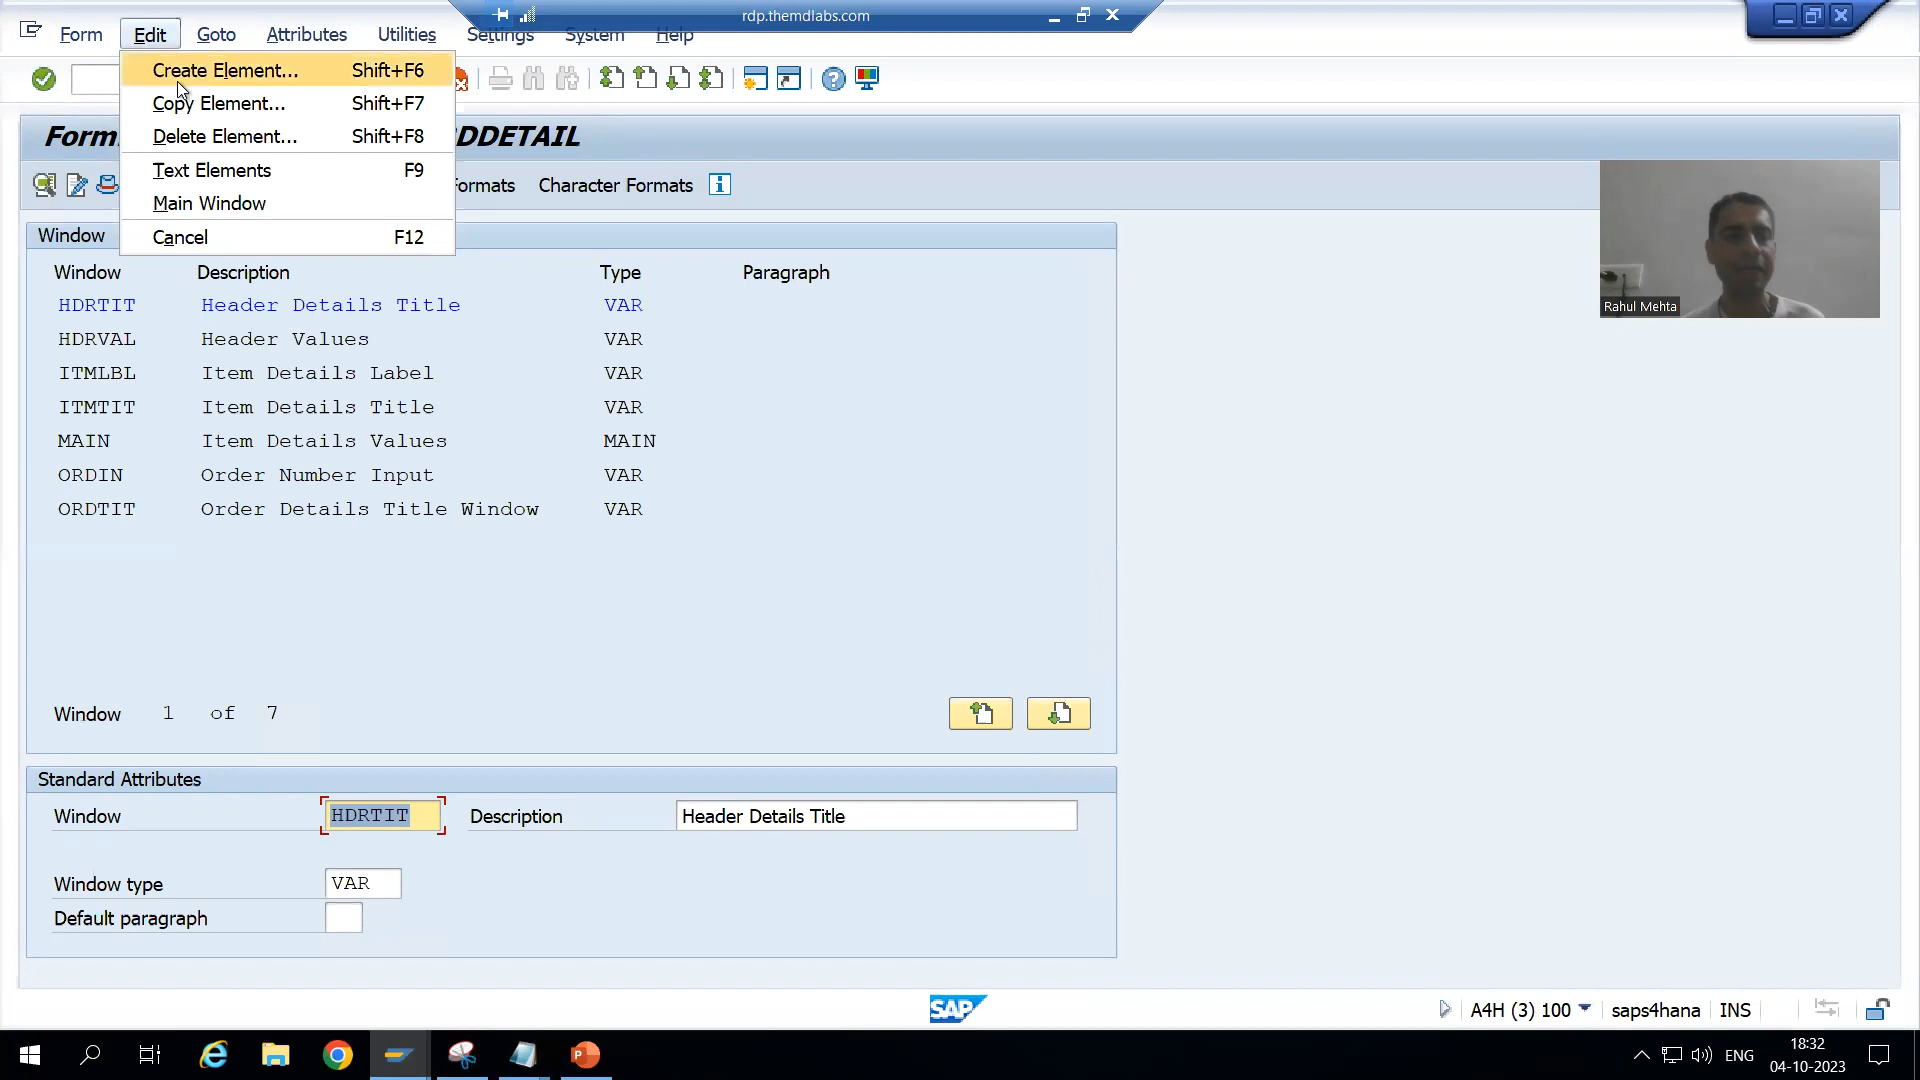 rdp.themdlabs.com
Form Edit Goto Attributes Utilities Settings System Help
Create Element... Shift+F6
Copy Element... Shift+F7
Delete Element... Shift+F8
Text Elements F9
Main Window
Cancel F12
Form DDETAIL
Formats Character Formats
Rahul Mehta
Window
Window Description Type Paragraph
HDRTIT Header Details Title VAR
HDRVAL Header Values VAR
ITMLBL Item Details Label VAR
ITMTIT Item Details Title VAR
MAIN Item Details Values MAIN
ORDIN Order Number Input VAR
ORDTIT Order Details Title Window VAR
Window 1 of 7
Standard Attributes
Window HDRTIT Description Header Details Title
Window type VAR
Default paragraph
SAP
A4H (3) 100 saps4hana INS
ENG
18:32
04-10-2023